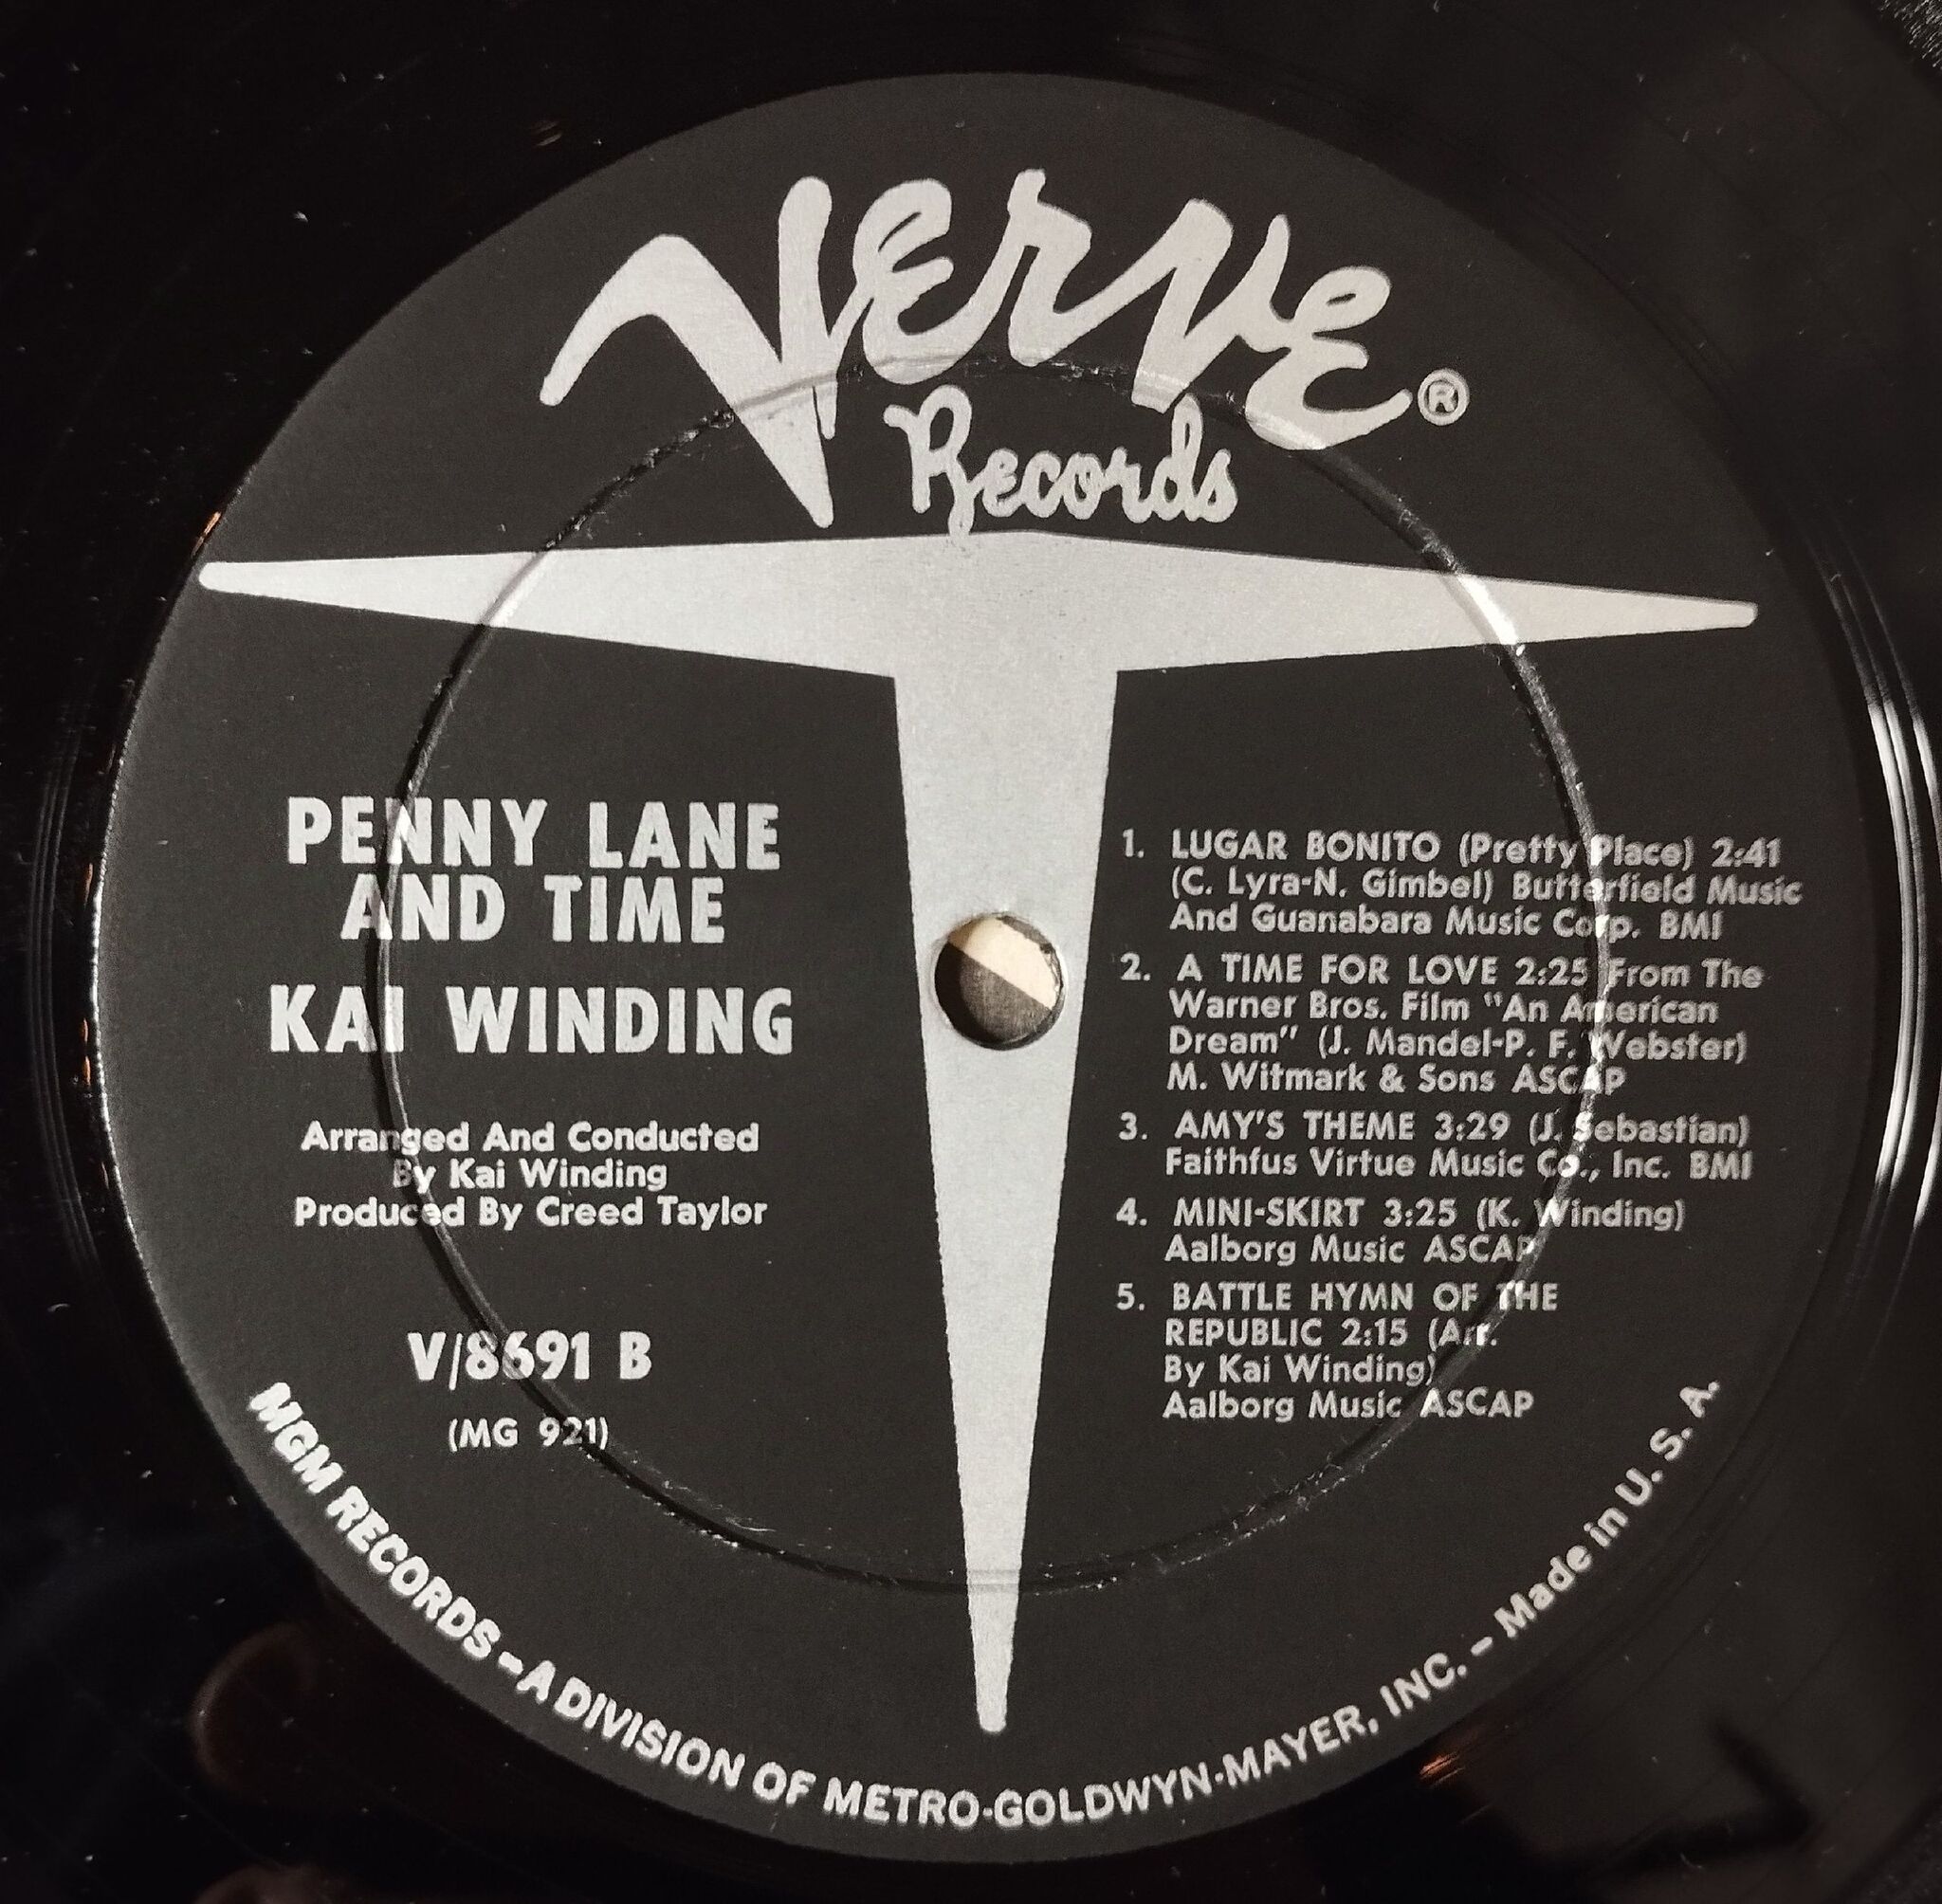 Verve®
Records
PENNY LANE
AND TIME
KAI WINDING
Arranged And Conducted
By Kai Winding
Produced By Creed Taylor
V/8691 B
(MG 921)
1. LUGAR BONITO (Pretty Place) 2:41
(C. Lyra-N. Gimbel) Butterfield Music
And Guanabara Music Corp. BMI
2. A TIME FOR LOVE 2:25 From The
Warner Bros. Film "An American
Dream" (J. Mandel-P. F. Webster)
M. Witmark & Sons ASCAP
3. AMY'S THEME 3:29 (J. Sebastian)
Faithfus Virtue Music Co., Inc. BMI
4. MINI-SKIRT 3:25 (K. Winding)
Aalborg Music ASCAP
5. BATTLE HYMN OF THE
REPUBLIC 2:15 (Arr.
By Kai Winding)
Aalborg Music ASCAP
MGM RECORDS - A DIVISION OF METRO-GOLDWYN-MAYER, INC. - Made in U. S. A.